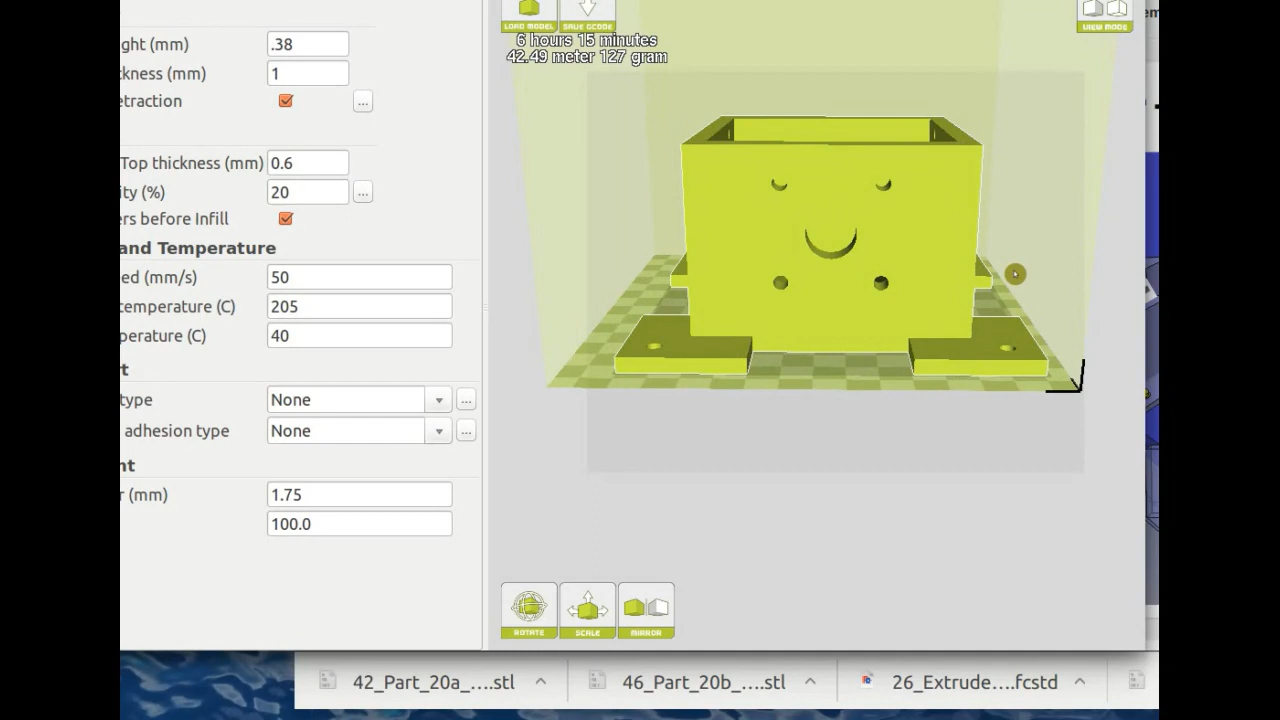 LOAD MODEL
SAVE GCODE
VIEW MODE
6 hours 15 minutes
42.49 meter 127 gram
ght (mm) .38
ckness (mm) 1
etraction ...
Top thickness (mm) 0.6
ity (%) 20 ...
ers before Infill
and Temperature
ed (mm/s) 50
temperature (C) 205
perature (C) 40
rt
type None ...
adhesion type None ...
nt
r (mm) 1.75
100.0
ROTATE
SCALE
MIRROR
42_Part_20a_....stl
46_Part_20b_....stl
26_Extrude....fcstd